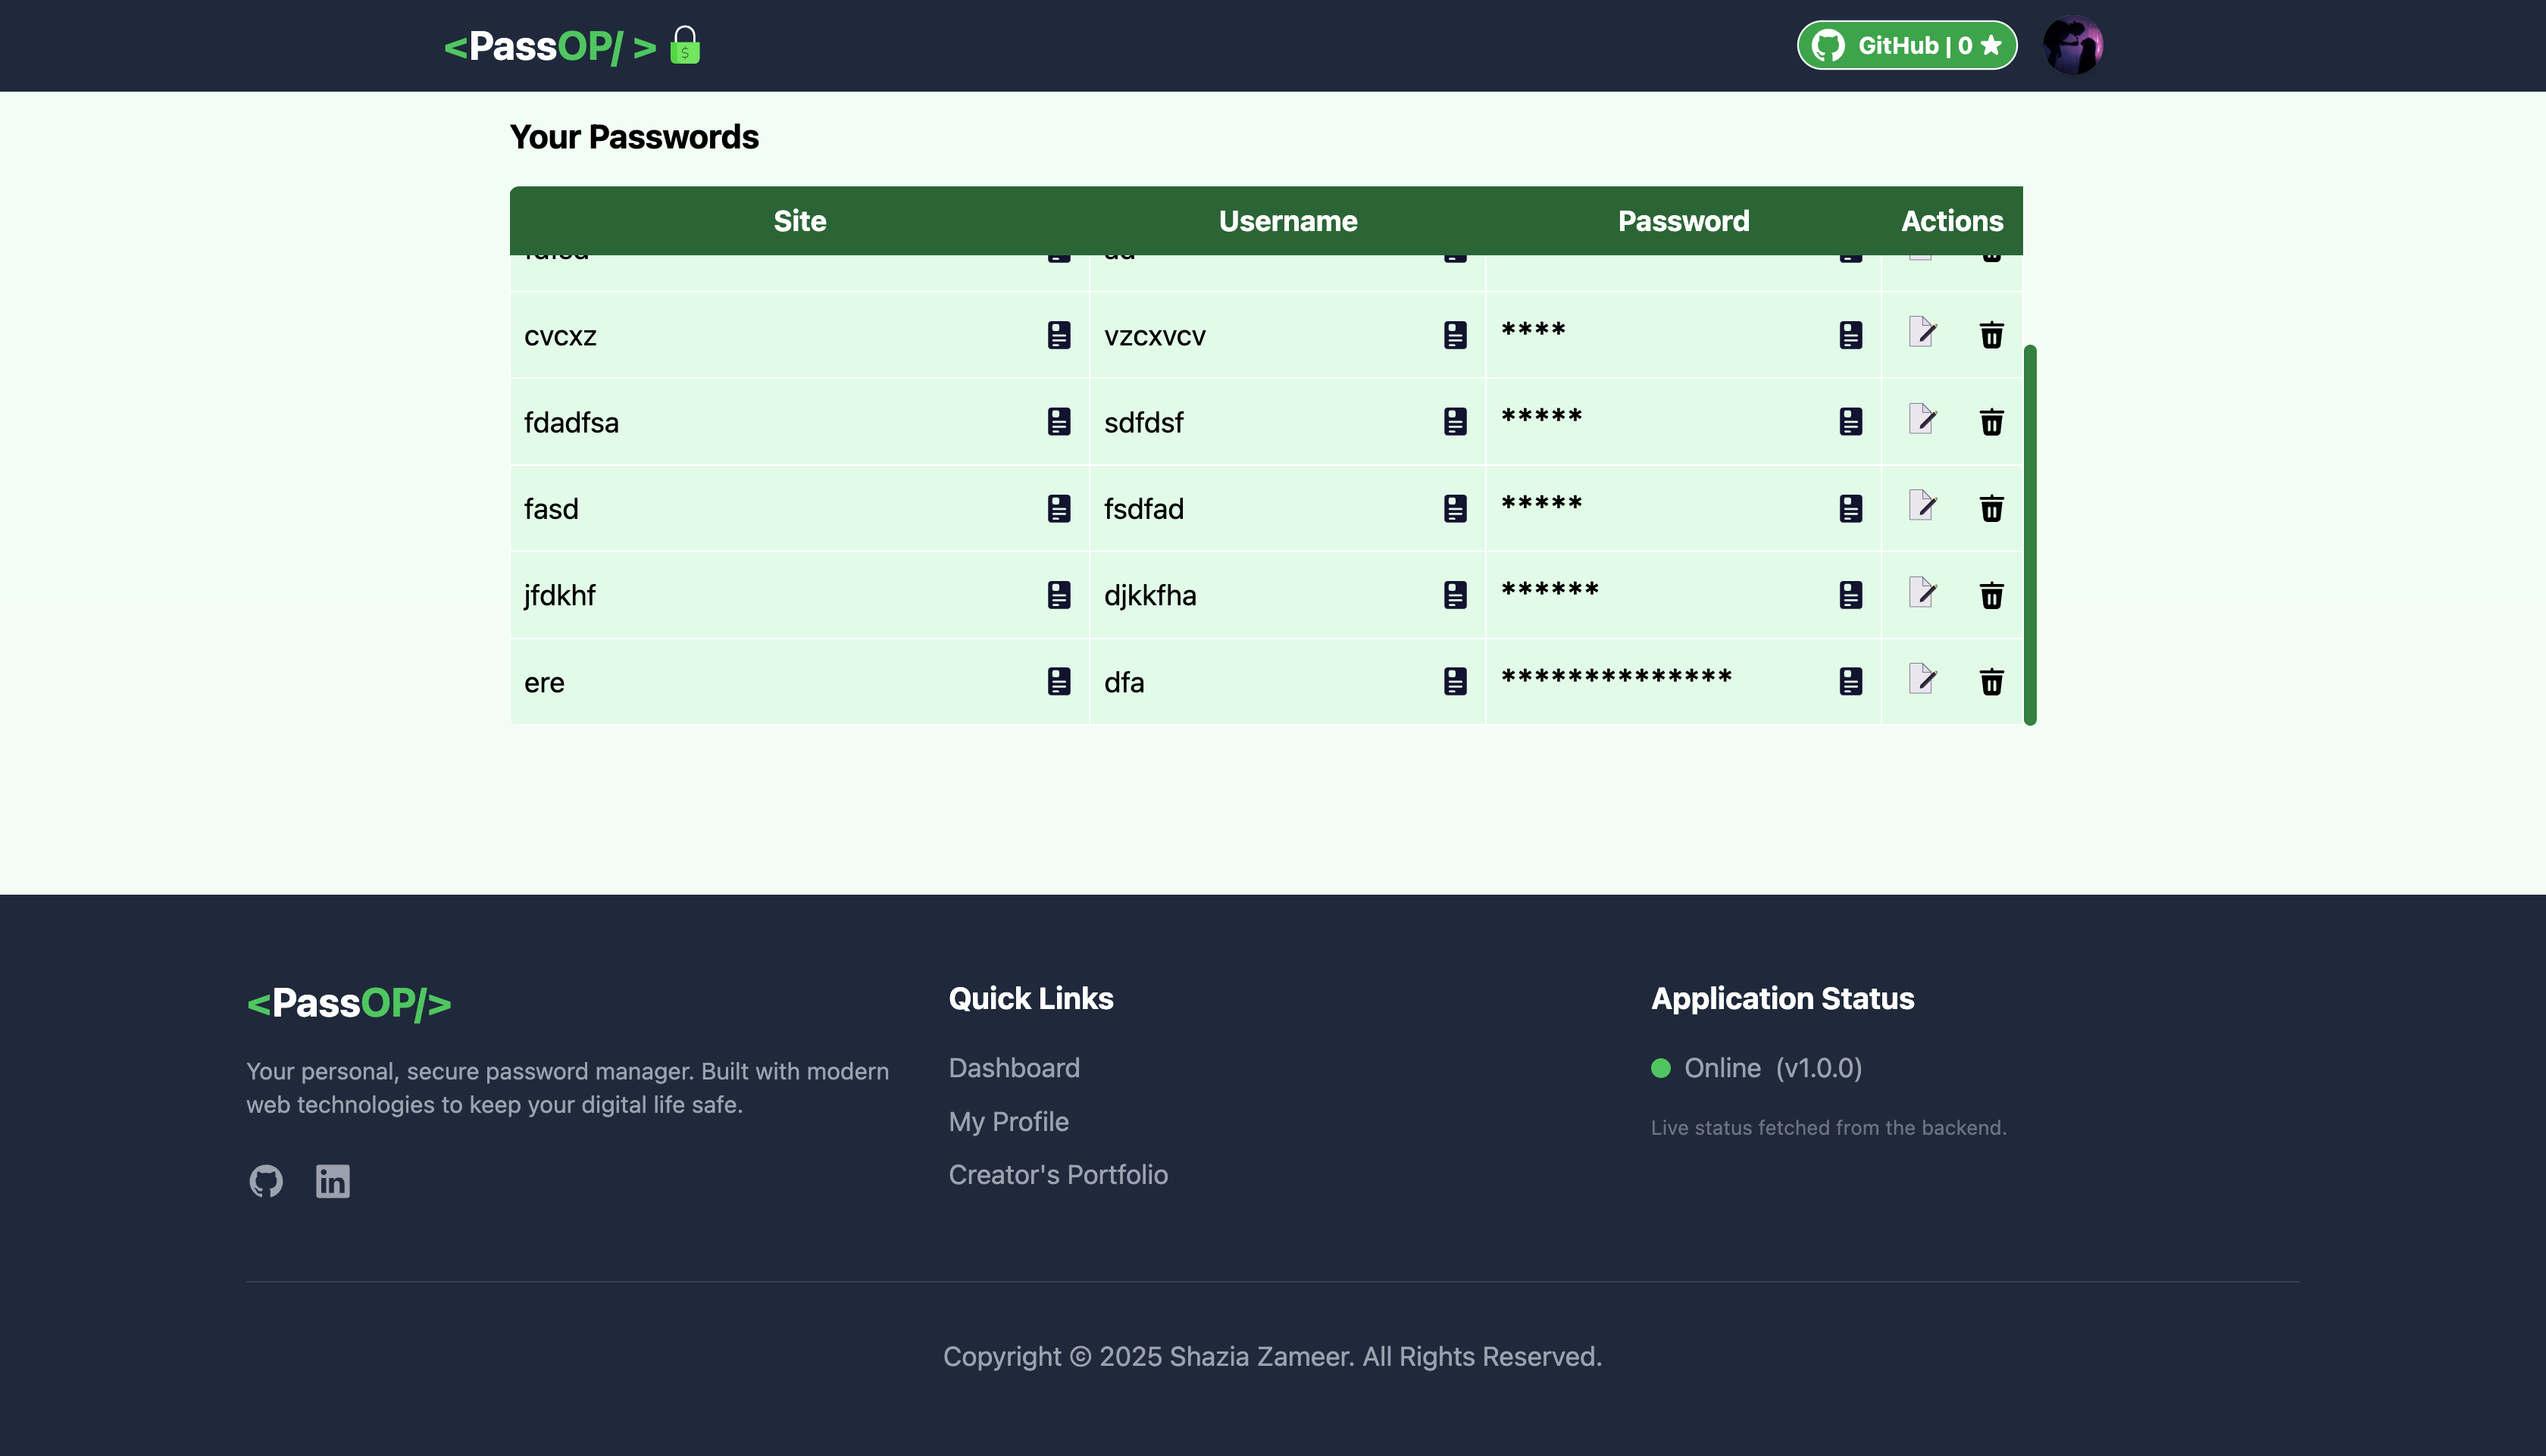 <PassOP/ >
GitHub | 0
Your Passwords
Site Username Password Actions
cvcxz vzcxvcv ****
fdadfsa sdfdsf *****
fasd fsdfad *****
jfdkhf djkkfha ******
ere dfa **************
<PassOP/>
Your personal, secure password manager. Built with modern
web technologies to keep your digital life safe.
Quick Links
Dashboard
My Profile
Creator's Portfolio
Application Status
Online (v1.0.0)
Live status fetched from the backend.
Copyright © 2025 Shazia Zameer. All Rights Reserved.